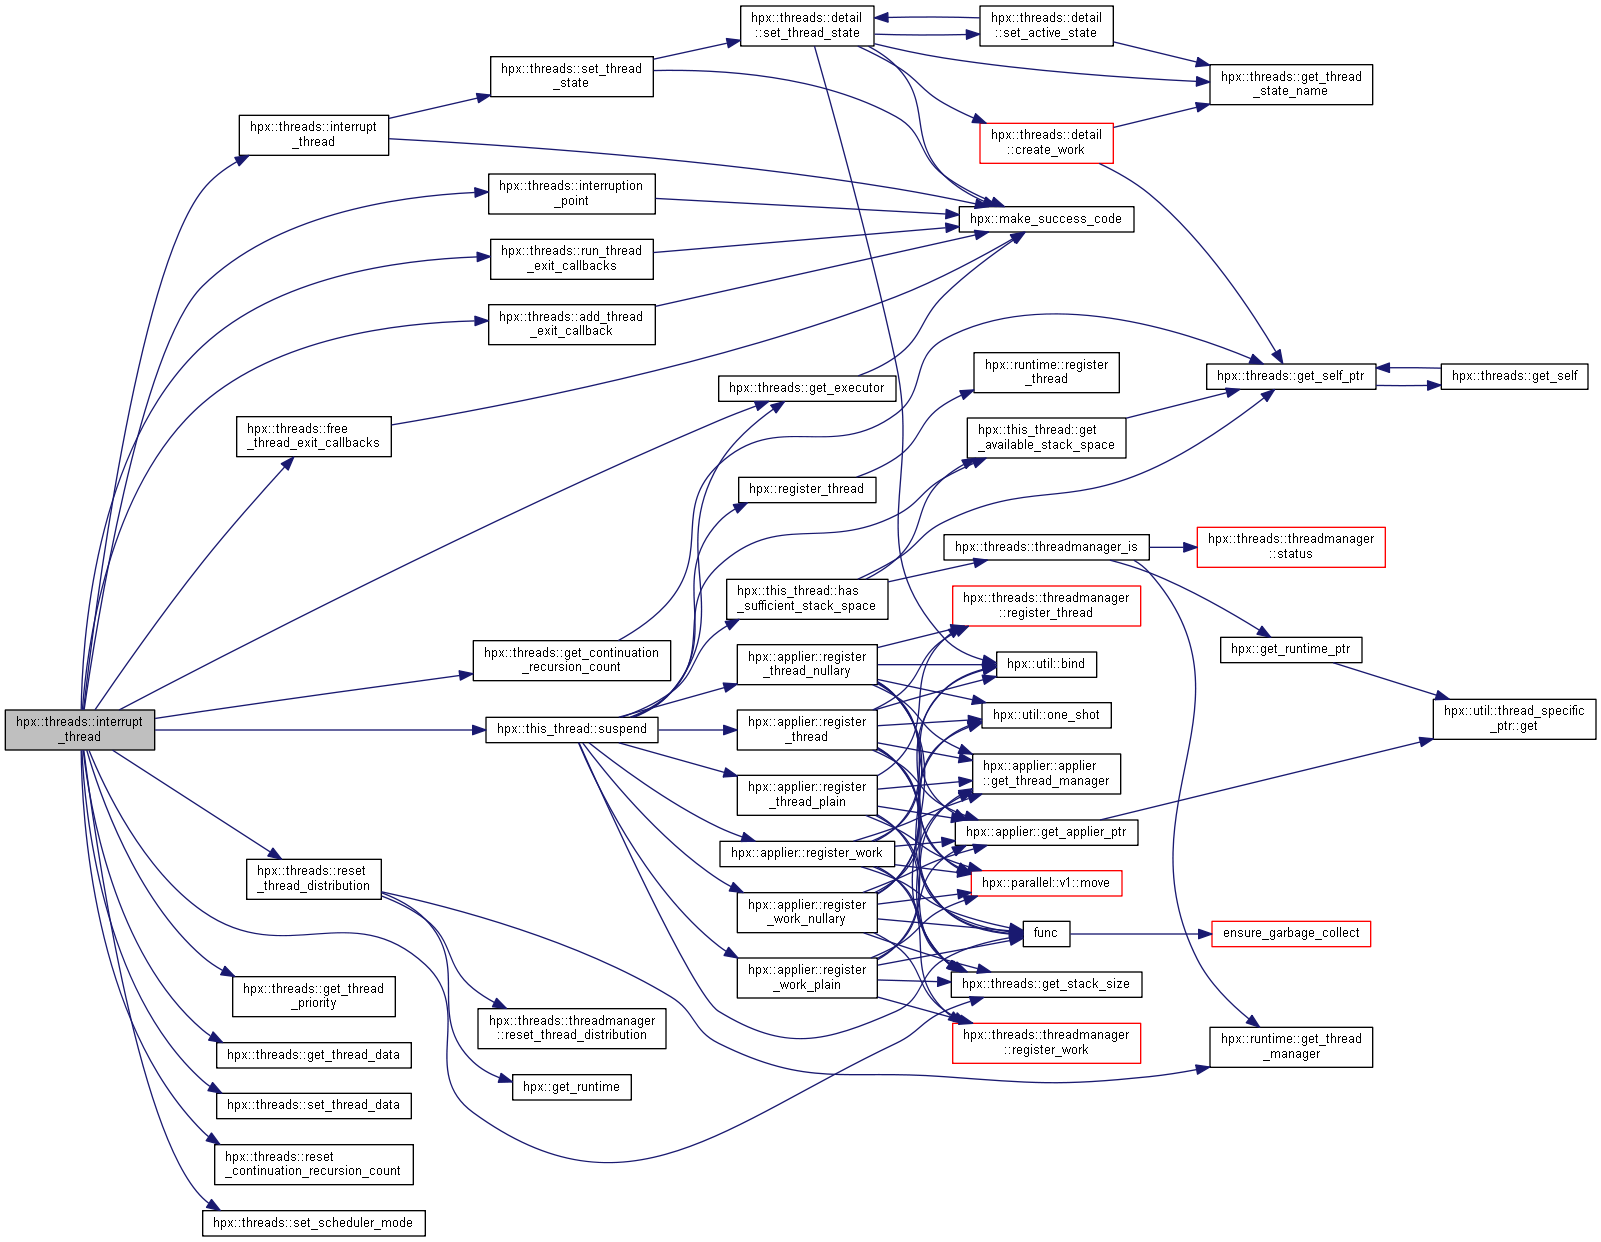 hpx::threads::interrupt
_thread
hpx::threads::interrupt
_thread
hpx::threads::free
_thread_exit_callbacks
hpx::threads::reset
_thread_distribution
hpx::threads::get_thread
_priority
hpx::threads::get_thread_data
hpx::threads::set_thread_data
hpx::threads::reset
_continuation_recursion_count
hpx::threads::set_scheduler_mode
hpx::threads::set_thread
_state
hpx::threads::interruption
_point
hpx::threads::run_thread
_exit_callbacks
hpx::threads::add_thread
_exit_callback
hpx::threads::get_continuation
_recursion_count
hpx::this_thread::suspend
hpx::threads::threadmanager
::reset_thread_distribution
hpx::get_runtime
hpx::threads::detail
::set_thread_state
hpx::threads::get_executor
hpx::register_thread
hpx::this_thread::has
_sufficient_stack_space
hpx::applier::register
_thread_nullary
hpx::applier::register
_thread
hpx::applier::register
_thread_plain
hpx::applier::register_work
hpx::applier::register
_work_nullary
hpx::applier::register
_work_plain
hpx::threads::detail
::set_active_state
hpx::threads::detail
::create_work
hpx::make_success_code
hpx::runtime::register
_thread
hpx::this_thread::get
_available_stack_space
hpx::threads::threadmanager_is
hpx::threads::threadmanager
::register_thread
hpx::util::bind
hpx::util::one_shot
hpx::applier::applier
::get_thread_manager
hpx::applier::get_applier_ptr
hpx::parallel::v1::move
func
hpx::threads::get_stack_size
hpx::threads::threadmanager
::register_work
hpx::threads::get_thread
_state_name
hpx::threads::get_self_ptr
hpx::threads::threadmanager
::status
hpx::get_runtime_ptr
ensure_garbage_collect
hpx::runtime::get_thread
_manager
hpx::threads::get_self
hpx::util::thread_specific
_ptr::get